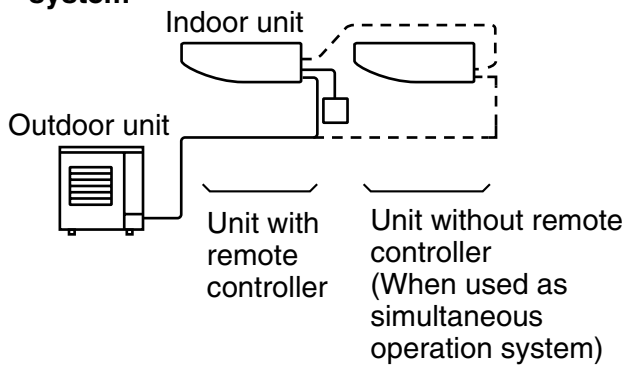 system
Indoor unit
Outdoor unit
Unit with
remote
controller
Unit without remote
controller
(When used as
simultaneous
operation system)